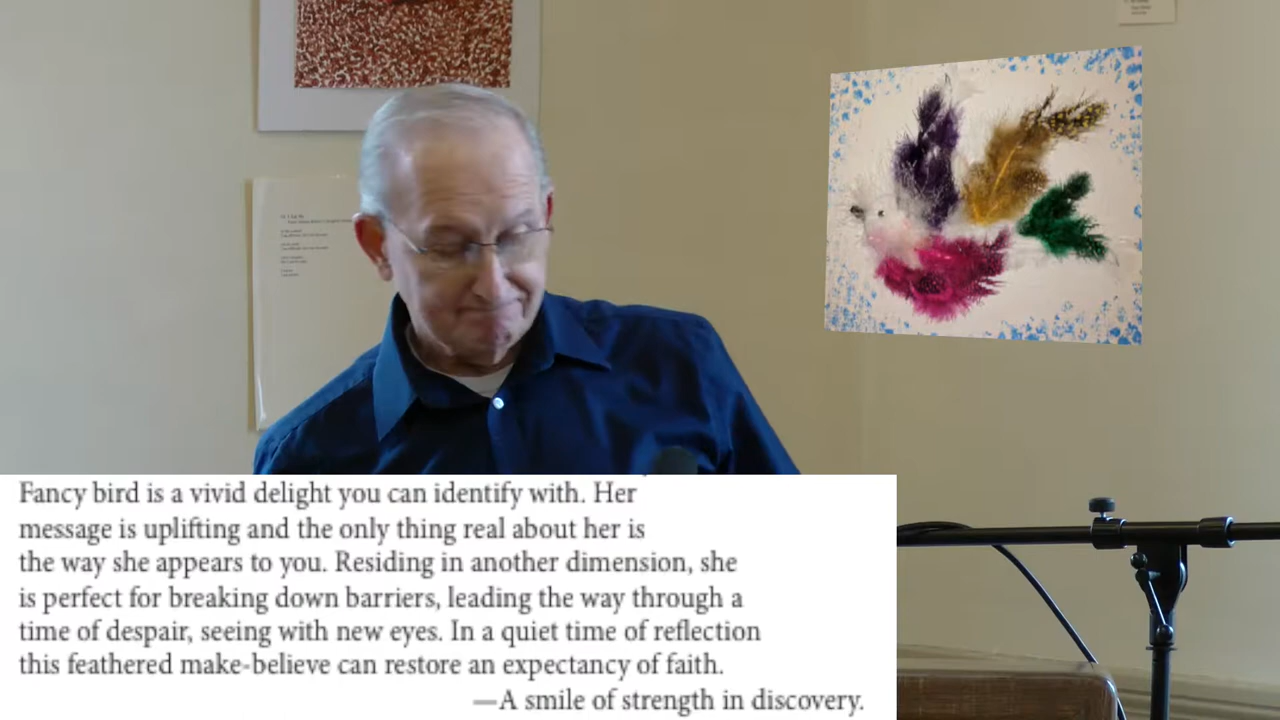 Fancy bird is a vivid delight you can identify with. Her
message is uplifting and the only thing real about her is
the way she appears to you. Residing in another dimension, she
is perfect for breaking down barriers, leading the way through a
time of despair, seeing with new eyes. In a quiet time of reflection
this feathered make-believe can restore an expectancy of faith.
—A smile of strength in discovery.